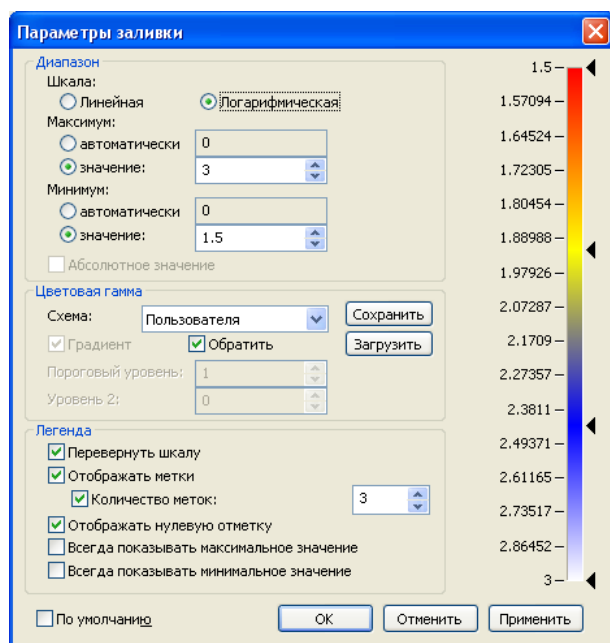 Параметры заливки
Диапазон
Шкала:
Линейная Логарифмическая
Максимум:
автоматически 0
значение: 3
Минимум:
автоматически 0
значение: 1.5
Абсолютное значение
Цветовая гамма
Схема: Пользователя Сохранить
Градиент Обратить Загрузить
Пороговый уровень: 1
Уровень 2: 0
Легенда
Перевернуть шкалу
Отображать метки
Количество меток: 3
Отображать нулевую отметку
Всегда показывать максимальное значение
Всегда показывать минимальное значение
1.5
1.57094
1.64524
1.72305
1.80454
1.88988
1.97926
2.07287
2.1709
2.27357
2.3811
2.49371
2.61165
2.73517
2.86452
3
По умолчанию OK Отменить Применить